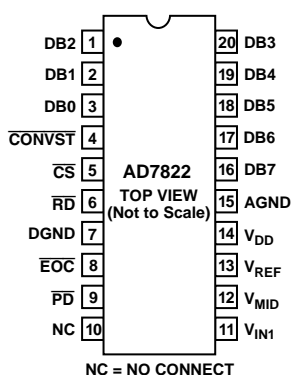 DB2 1 20 DB3
DB1 2 19 DB4
DB0 3 18 DB5
CONVST 4 17 DB6
CS 5 AD7822 16 DB7
RD 6 TOP VIEW 15 AGND
(Not to Scale)
DGND 7 14 VDD
EOC 8 13 VREF
PD 9 12 VMID
NC 10 11 VIN1
NC = NO CONNECT